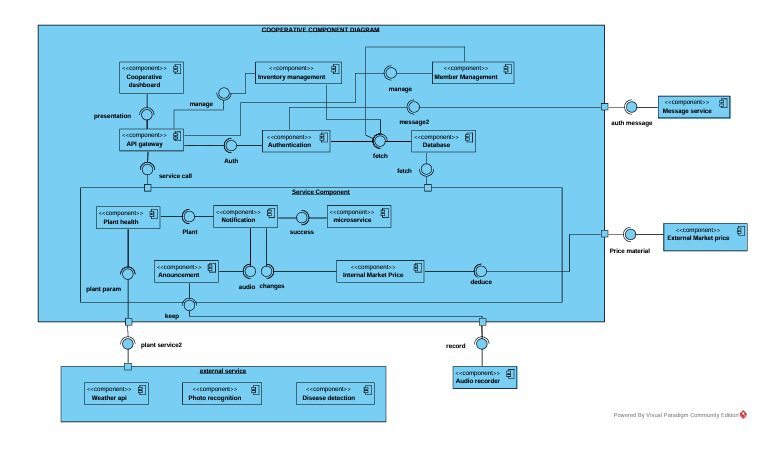 COOPERATIVE COMPONENT DIAGRAM
<<component>>
Cooperative
dashboard
<<component>>
Inventory management
<<component>>
Member Management
manage
manage
presentation
message2
<<component>>
Message service
auth message
<<component>>
API gateway
Auth
<<component>>
Authentication
fetch
<<component>>
Database
service call
fetch
Service Component
<<component>>
Plant health
Plant
<<component>>
Notification
success
<<component>>
microservice
<<component>>
External Market price
Price material
<<component>>
Anouncement
audio
changes
<<component>>
Internal Market Price
deduce
plant param
keep
plant service2
record
external service
<<component>>
Weather api
<<component>>
Photo recognition
<<component>>
Disease detection
<<component>>
Audio recorder
Powered By Visual Paradigm Community Edition